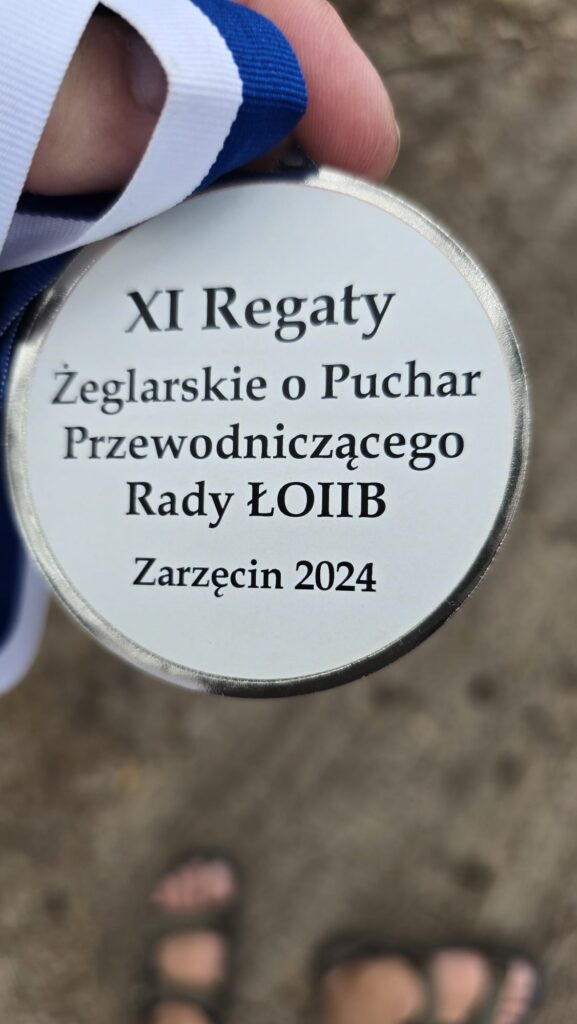 XI Regaty
Żeglarskie o Puchar
Przewodniczącego
Rady ŁOIIB
Zarzęcin 2024